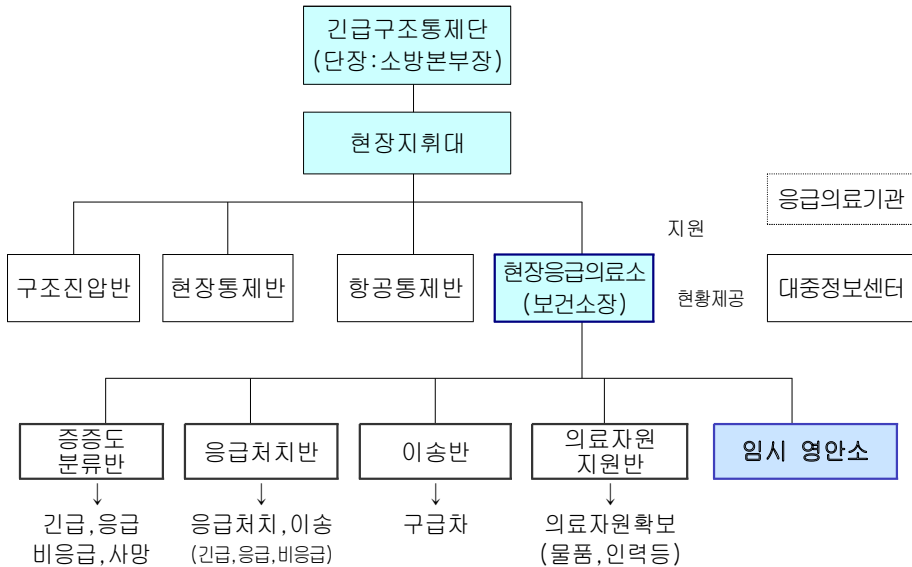 긴급구조통제단
(단장:소방본부장)
현장지휘대
응급의료기관
지원
구조진압반
현장통제반
항공통제반
현장응급의료소
(보건소장)
현황제공
대중정보센터
증증도
분류반
응급처치반
이송반
의료자원
지원반
임시 영안소
↓
↓
↓
↓
긴급,응급
비응급,사망
응급처치,이송
(긴급,응급,비응급)
구급차
의료자원확보
(물품,인력등)